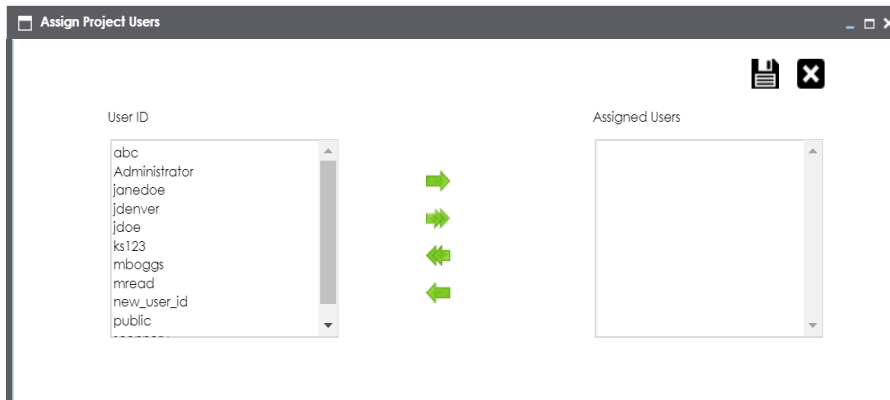 Assign Project Users
User ID
Assigned Users
abc
Administrator
janedoe
jdenver
jdoe
ks123
mboggs
mread
new_user_id
public